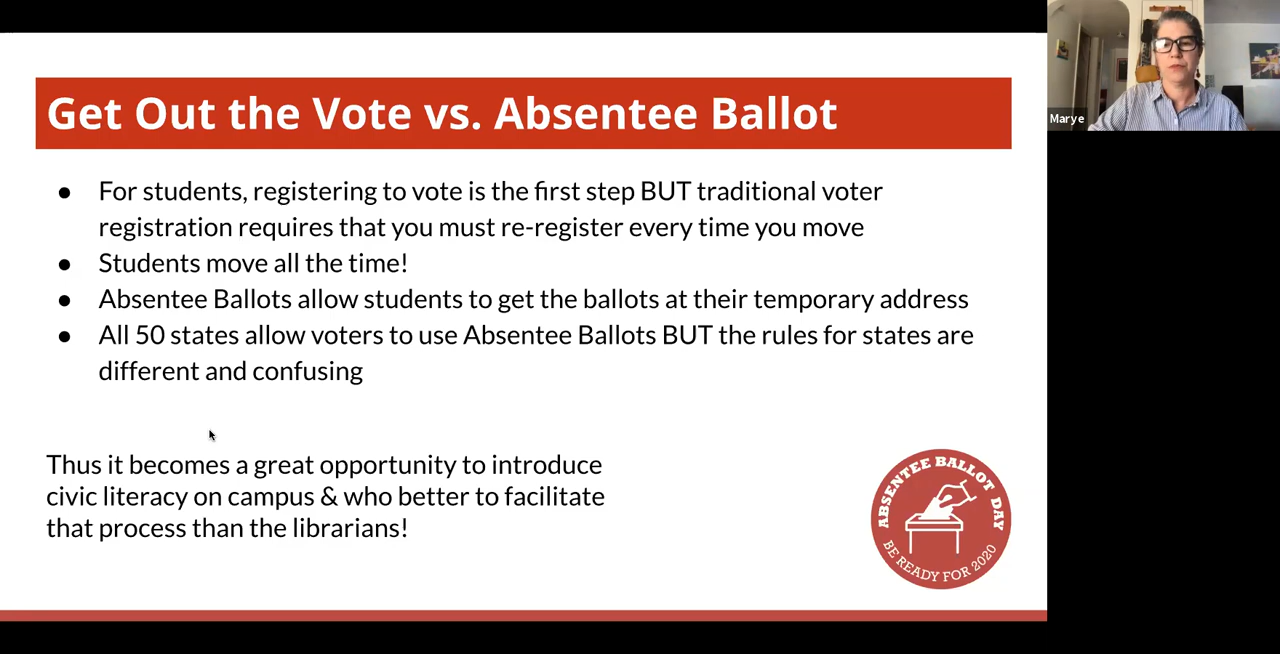 Get Out the Vote vs. Absentee Ballot
● For students, registering to vote is the first step BUT traditional voter
registration requires that you must re-register every time you move
● Students move all the time!
● Absentee Ballots allow students to get the ballots at their temporary address
● All 50 states allow voters to use Absentee Ballots BUT the rules for states are
different and confusing
Thus it becomes a great opportunity to introduce
civic literacy on campus & who better to facilitate
that process than the librarians!
ABSENTEE BALLOT DAY
BE READY FOR 2020
Marye